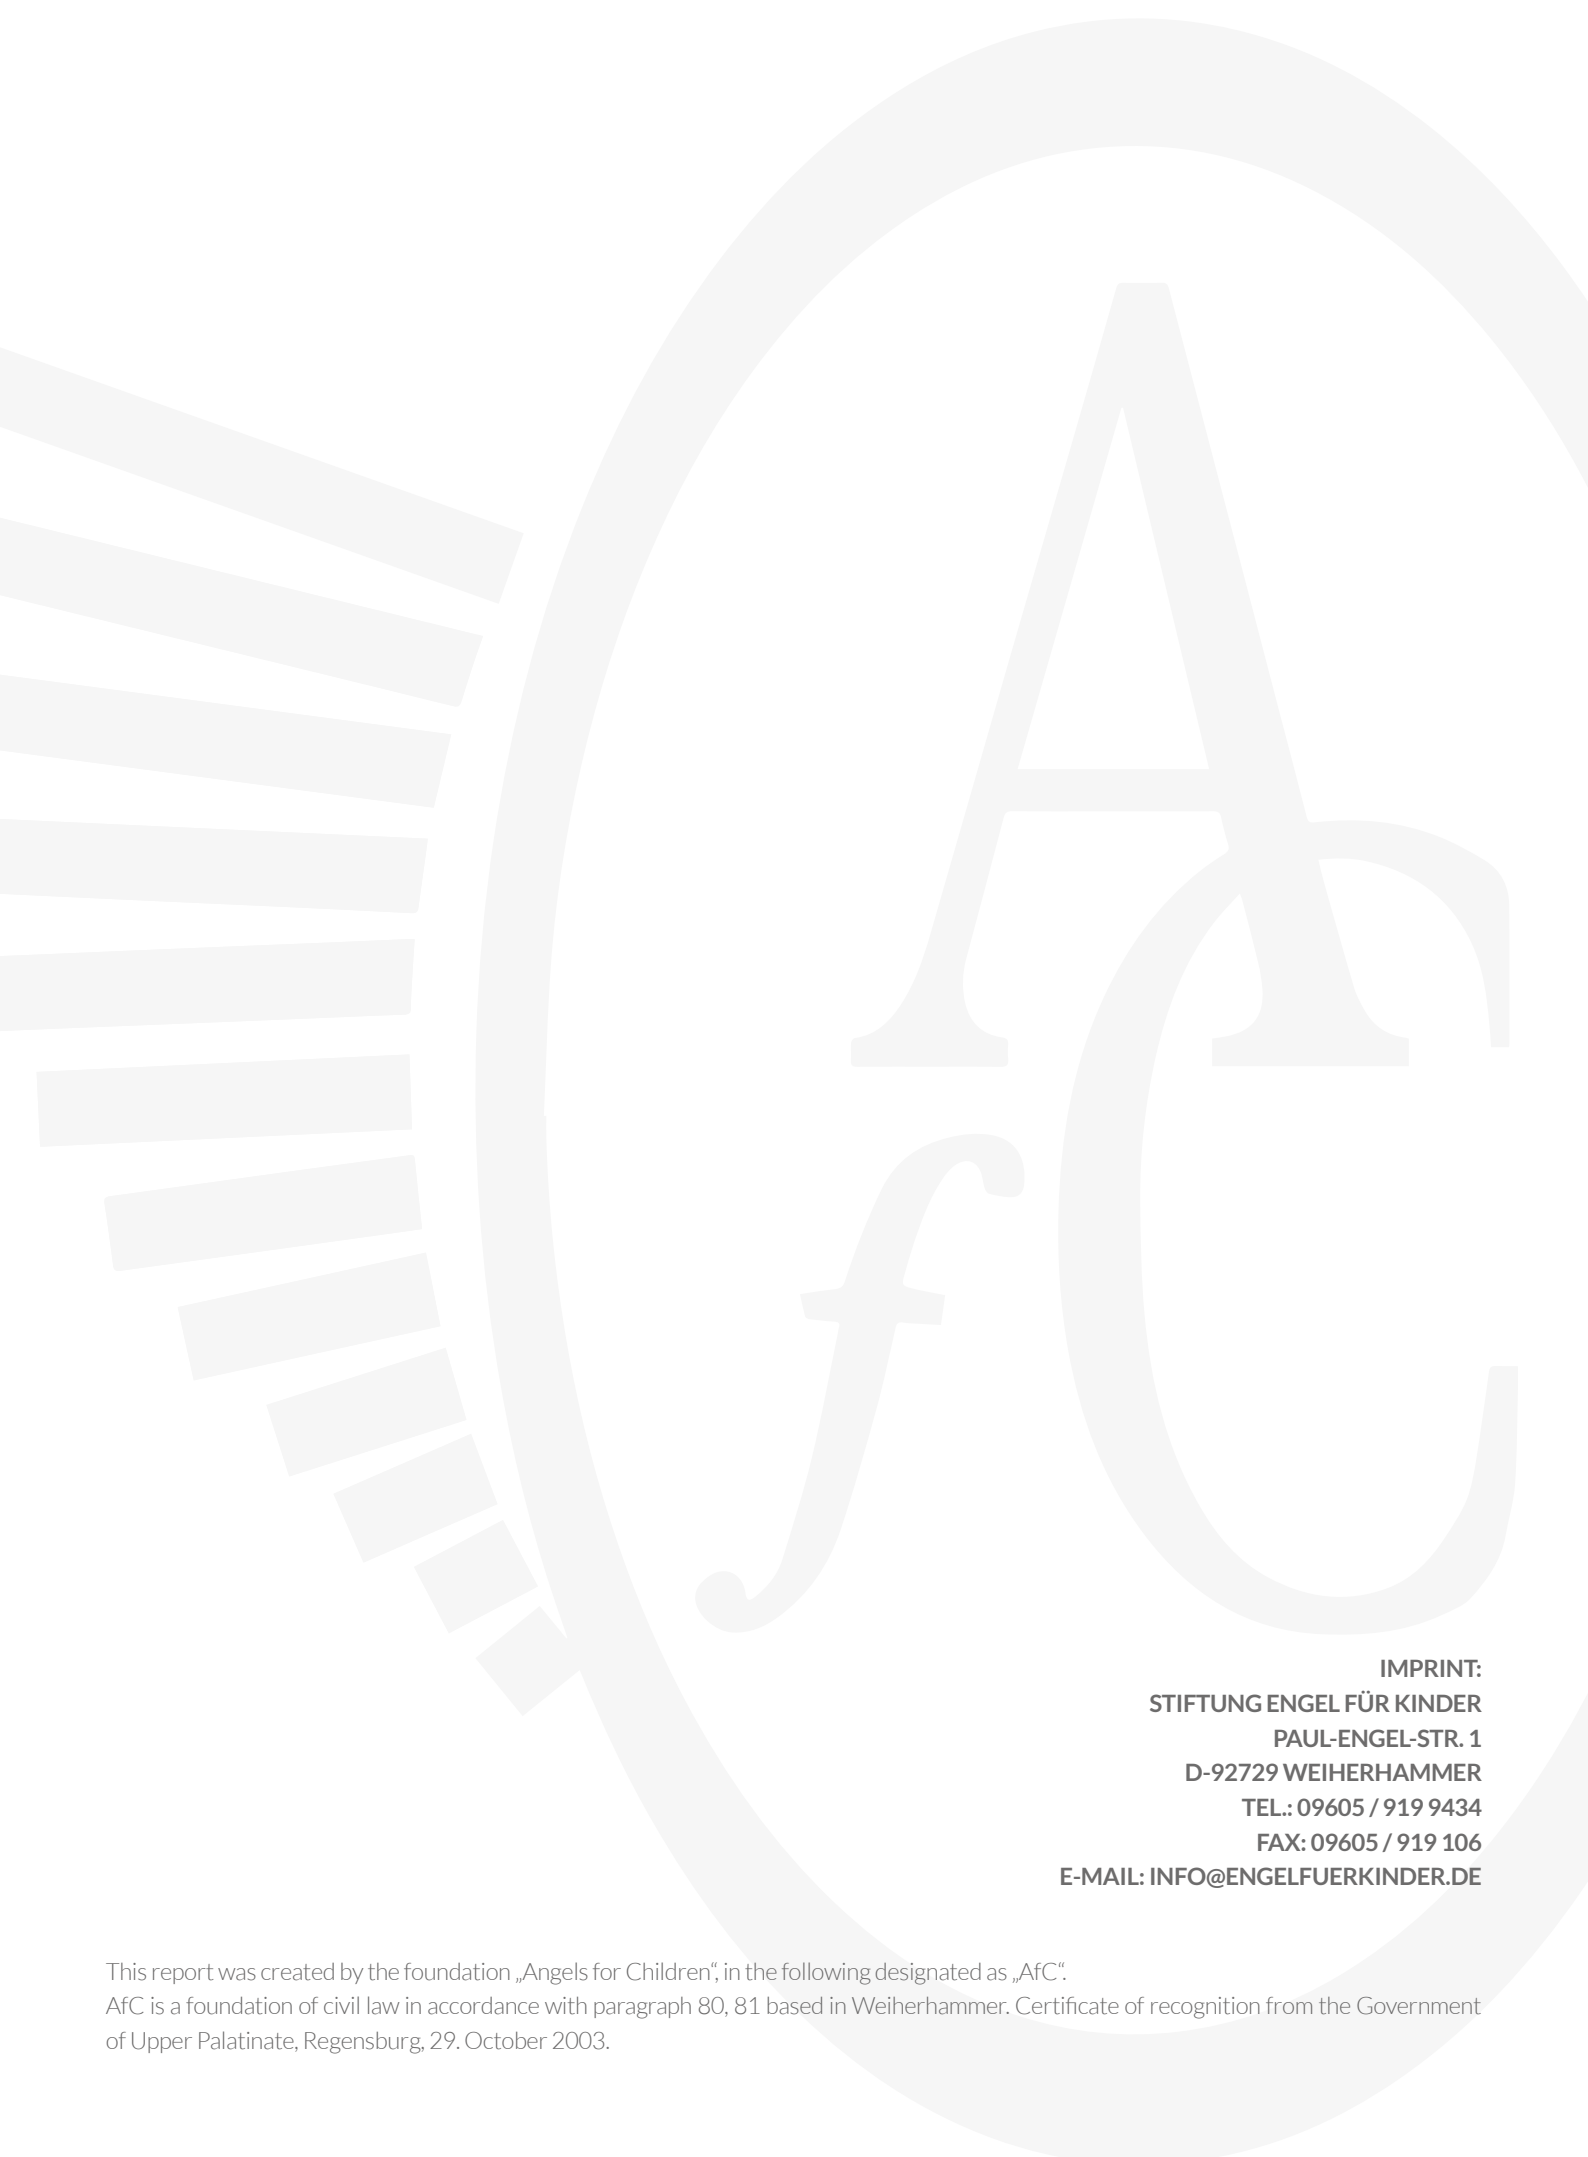 A
f
C
IMPRINT:
STIFTUNG ENGEL FÜR KINDER
PAUL-ENGEL-STR. 1
D-92729 WEIHERHAMMER
TEL.: 09605 / 919 9434
FAX: 09605 / 919 106
E-MAIL: INFO@ENGELFUERKINDER.DE
This report was created by the foundation „Angels for Children“, in the following designated as „AfC“.
AfC is a foundation of civil law in accordance with paragraph 80, 81 based in Weiherhammer. Certificate of recognition from the Government
of Upper Palatinate, Regensburg, 29. October 2003.